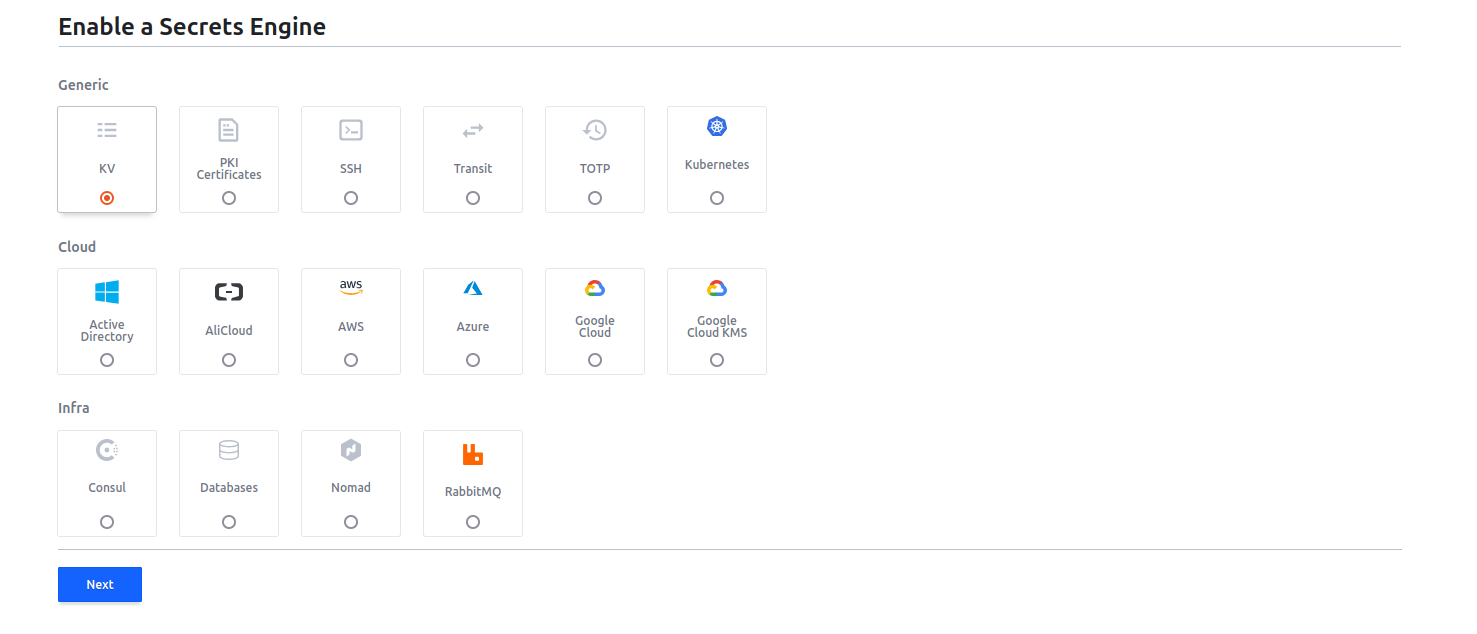 Enable a Secrets Engine
Generic
KV
PKI
Certificates
SSH
Transit
TOTP
Kubernetes
Cloud
Active
Directory
AliCloud
aws
AWS
Azure
Google
Cloud
Google
Cloud KMS
Infra
Consul
Databases
Nomad
RabbitMQ
Next